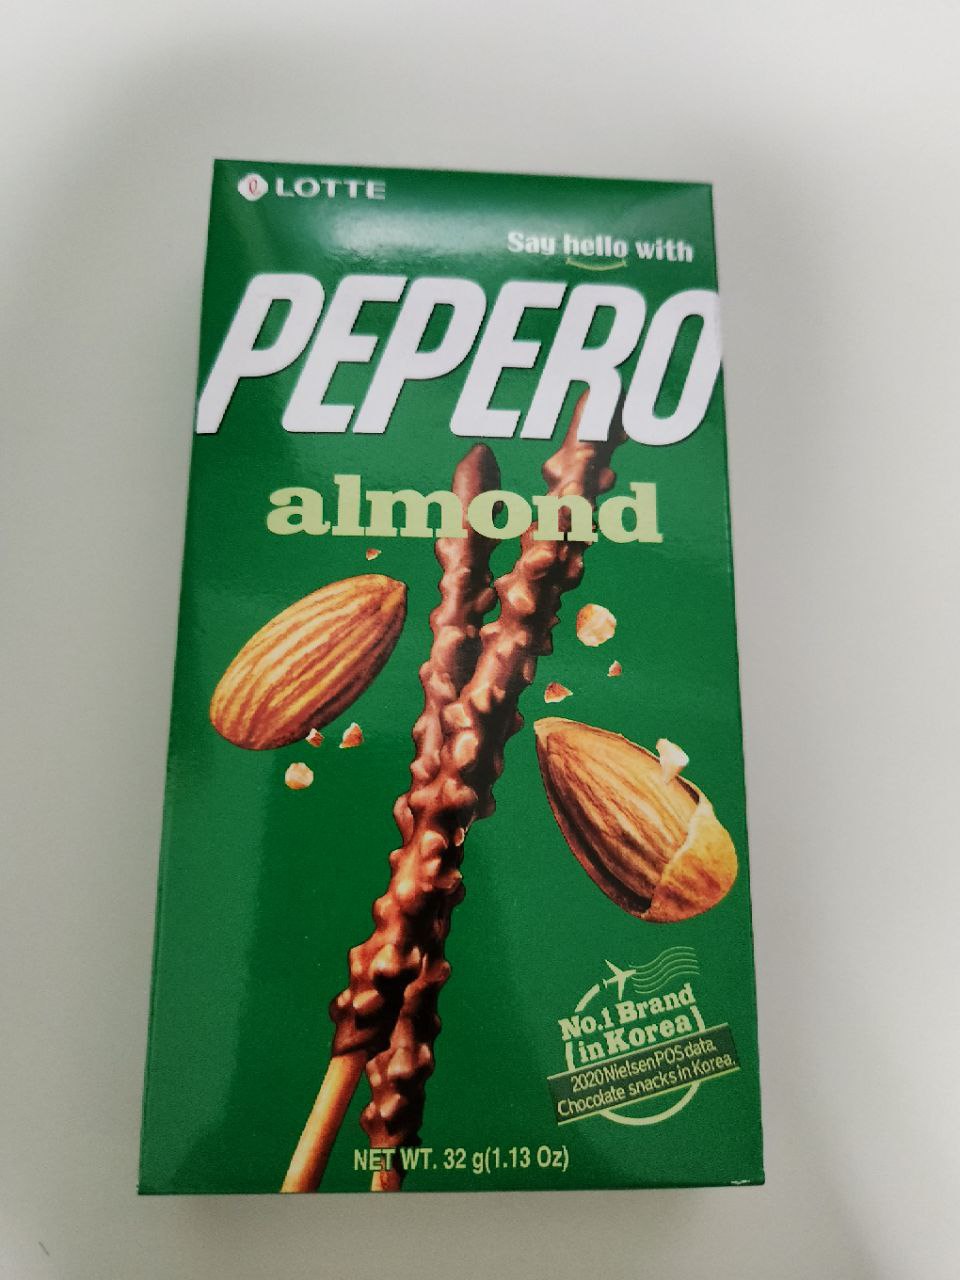 LOTTE
Say hello with
PEPERO
almond
No.1 Brand
in Korea
2020 Nielsen POS data,
Chocolate snacks in Korea.
NET WT. 32 g(1.13 Oz)